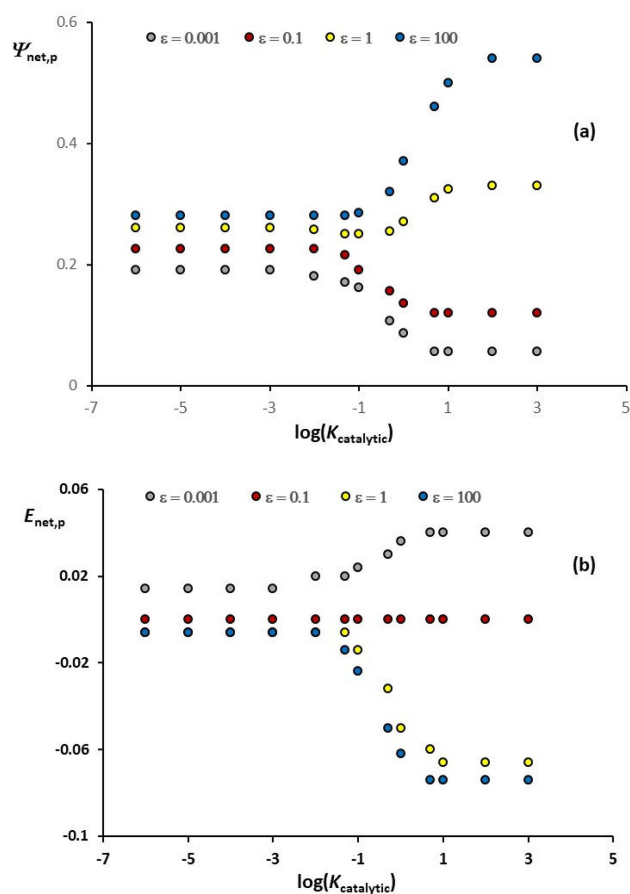 0.6
Ψnet,p
ε = 0.001 ε = 0.1 ε = 1 ε = 100
(a)
0.4
0.2
0
-7 -5 -3 -1 1 3 5
log(Kcatalytic)
0.06
Enet,p
ε = 0.001 ε = 0.1 ε = 1 ε = 100
(b)
0.02
-0.02
-0.06
-0.1
-7 -5 -3 -1 1 3 5
log(Kcatalytic)